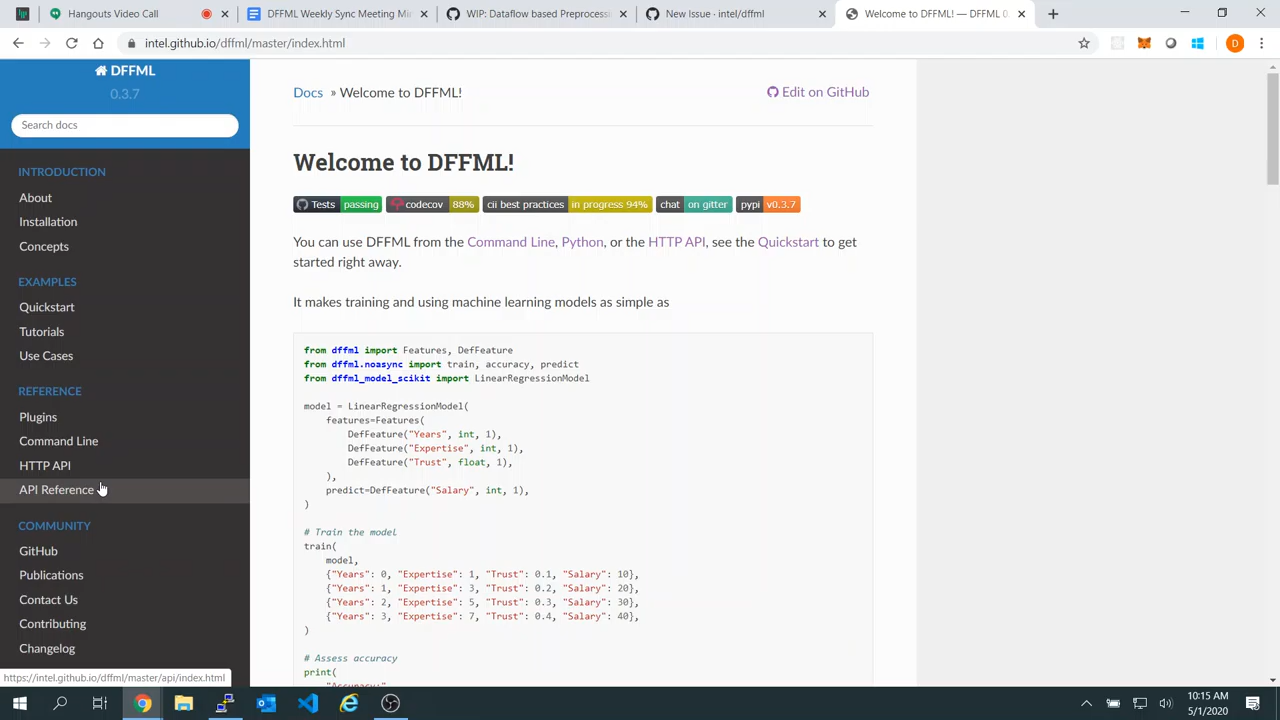 Hangouts Video Call
DFFML Weekly Sync Meeting Mi
WIP: Dataflow based Preprocess
New Issue · intel/dffml
Welcome to DFFML! — DFFML 0.
intel.github.io/dffml/master/index.html
D
DFFML
0.3.7
Search docs
INTRODUCTION
About
Installation
Concepts
EXAMPLES
Quickstart
Tutorials
Use Cases
REFERENCE
Plugins
Command Line
HTTP API
API Reference
COMMUNITY
GitHub
Publications
Contact Us
Contributing
Changelog
https://intel.github.io/dffml/master/api/index.html
Docs » Welcome to DFFML!
Edit on GitHub
Welcome to DFFML!
Tests passing codecov 88% cii best practices in progress 94% chat on gitter pypi v0.3.7
You can use DFFML from the Command Line, Python, or the HTTP API, see the Quickstart to get
started right away.
It makes training and using machine learning models as simple as
from dffml import Features, DefFeature
from dffml.noasync import train, accuracy, predict
from dffml_model_scikit import LinearRegressionModel
model = LinearRegressionModel(
features=Features(
DefFeature("Years", int, 1),
DefFeature("Expertise", int, 1),
DefFeature("Trust", float, 1),
),
predict=DefFeature("Salary", int, 1),
)
# Train the model
train(
model,
{"Years": 0, "Expertise": 1, "Trust": 0.1, "Salary": 10},
{"Years": 1, "Expertise": 3, "Trust": 0.2, "Salary": 20},
{"Years": 2, "Expertise": 5, "Trust": 0.3, "Salary": 30},
{"Years": 3, "Expertise": 7, "Trust": 0.4, "Salary": 40},
)
# Assess accuracy
print(
"Accuracy:",
10:15 AM
5/1/2020